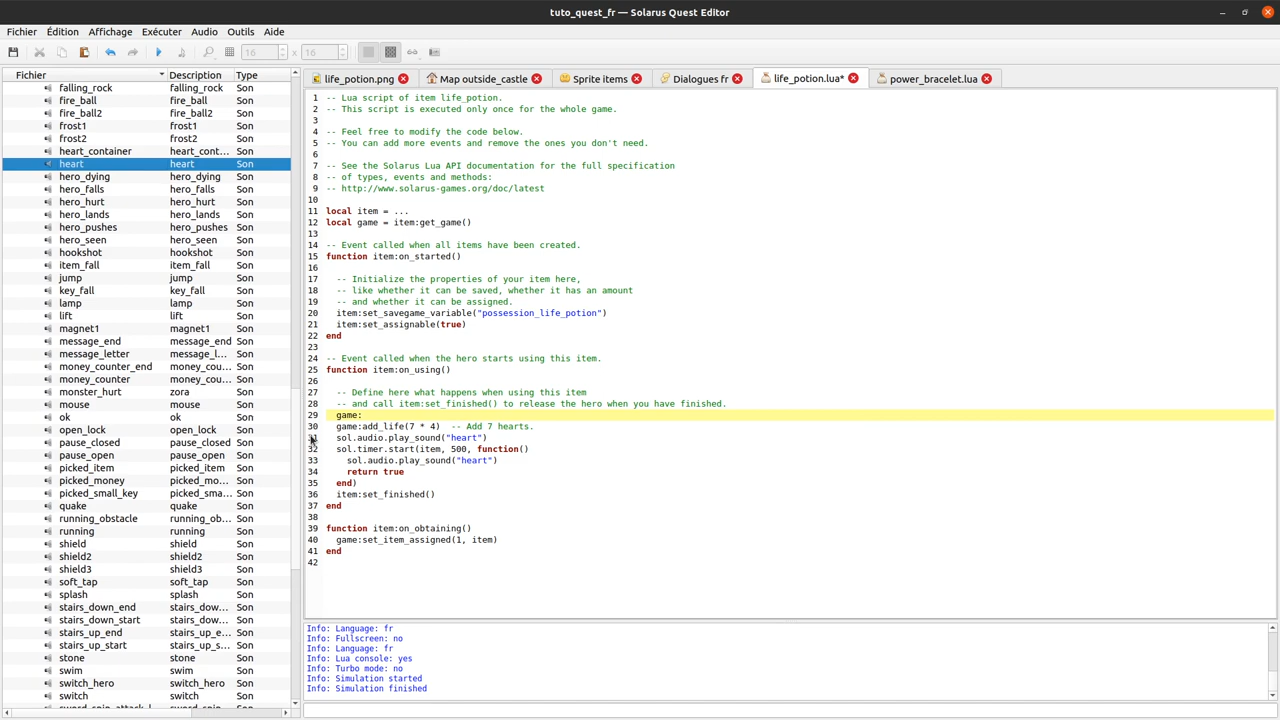 tuto_quest_fr — Solarus Quest Editor
Fichier Édition Affichage Exécuter Audio Outils Aide
16 x 16
Fichier Description Type
life_potion.png Map outside_castle Sprite items Dialogues fr life_potion.lua* power_bracelet.lua
falling_rock falling_rock Son
fire_ball fire_ball Son
fire_ball2 fire_ball2 Son
frost1 frost1 Son
frost2 frost2 Son
heart_container heart_cont... Son
heart heart Son
hero_dying hero_dying Son
hero_falls hero_falls Son
hero_hurt hero_hurt Son
hero_lands hero_lands Son
hero_pushes hero_pushes Son
hero_seen hero_seen Son
hookshot hookshot Son
item_fall item_fall Son
jump jump Son
key_fall key_fall Son
lamp lamp Son
lift lift Son
magnet1 magnet1 Son
message_end message_end Son
message_letter message_l... Son
money_counter_end money_cou... Son
money_counter money_cou... Son
monster_hurt zora Son
mouse mouse Son
ok ok Son
open_lock open_lock Son
pause_closed pause_closed Son
pause_open pause_open Son
picked_item picked_item Son
picked_money picked_mo... Son
picked_small_key picked_sma... Son
quake quake Son
running_obstacle running_ob... Son
running running Son
shield shield Son
shield2 shield2 Son
shield3 shield3 Son
soft_tap soft_tap Son
splash splash Son
stairs_down_end stairs_dow... Son
stairs_down_start stairs_dow... Son
stairs_up_end stairs_up_e... Son
stairs_up_start stairs_up_s... Son
stone stone Son
swim swim Son
switch_hero switch_hero Son
switch switch Son
1 -- Lua script of item life_potion.
2 -- This script is executed only once for the whole game.
3
4 -- Feel free to modify the code below.
5 -- You can add more events and remove the ones you don't need.
6
7 -- See the Solarus Lua API documentation for the full specification
8 -- of types, events and methods:
9 -- http://www.solarus-games.org/doc/latest
10
11 local item = ...
12 local game = item:get_game()
13
14 -- Event called when all items have been created.
15 function item:on_started()
16
17 -- Initialize the properties of your item here,
18 -- like whether it can be saved, whether it has an amount
19 -- and whether it can be assigned.
20 item:set_savegame_variable("possession_life_potion")
21 item:set_assignable(true)
22 end
23
24 -- Event called when the hero starts using this item.
25 function item:on_using()
26
27 -- Define here what happens when using this item
28 -- and call item:set_finished() to release the hero when you have finished.
29 game:
30 game:add_life(7 * 4) -- Add 7 hearts.
31 sol.audio.play_sound("heart")
32 sol.timer.start(item, 500, function()
33 sol.audio.play_sound("heart")
34 return true
35 end)
36 item:set_finished()
37 end
38
39 function item:on_obtaining()
40 game:set_item_assigned(1, item)
41 end
42
Info: Language: fr
Info: Fullscreen: no
Info: Language: fr
Info: Lua console: yes
Info: Turbo mode: no
Info: Simulation started
Info: Simulation finished